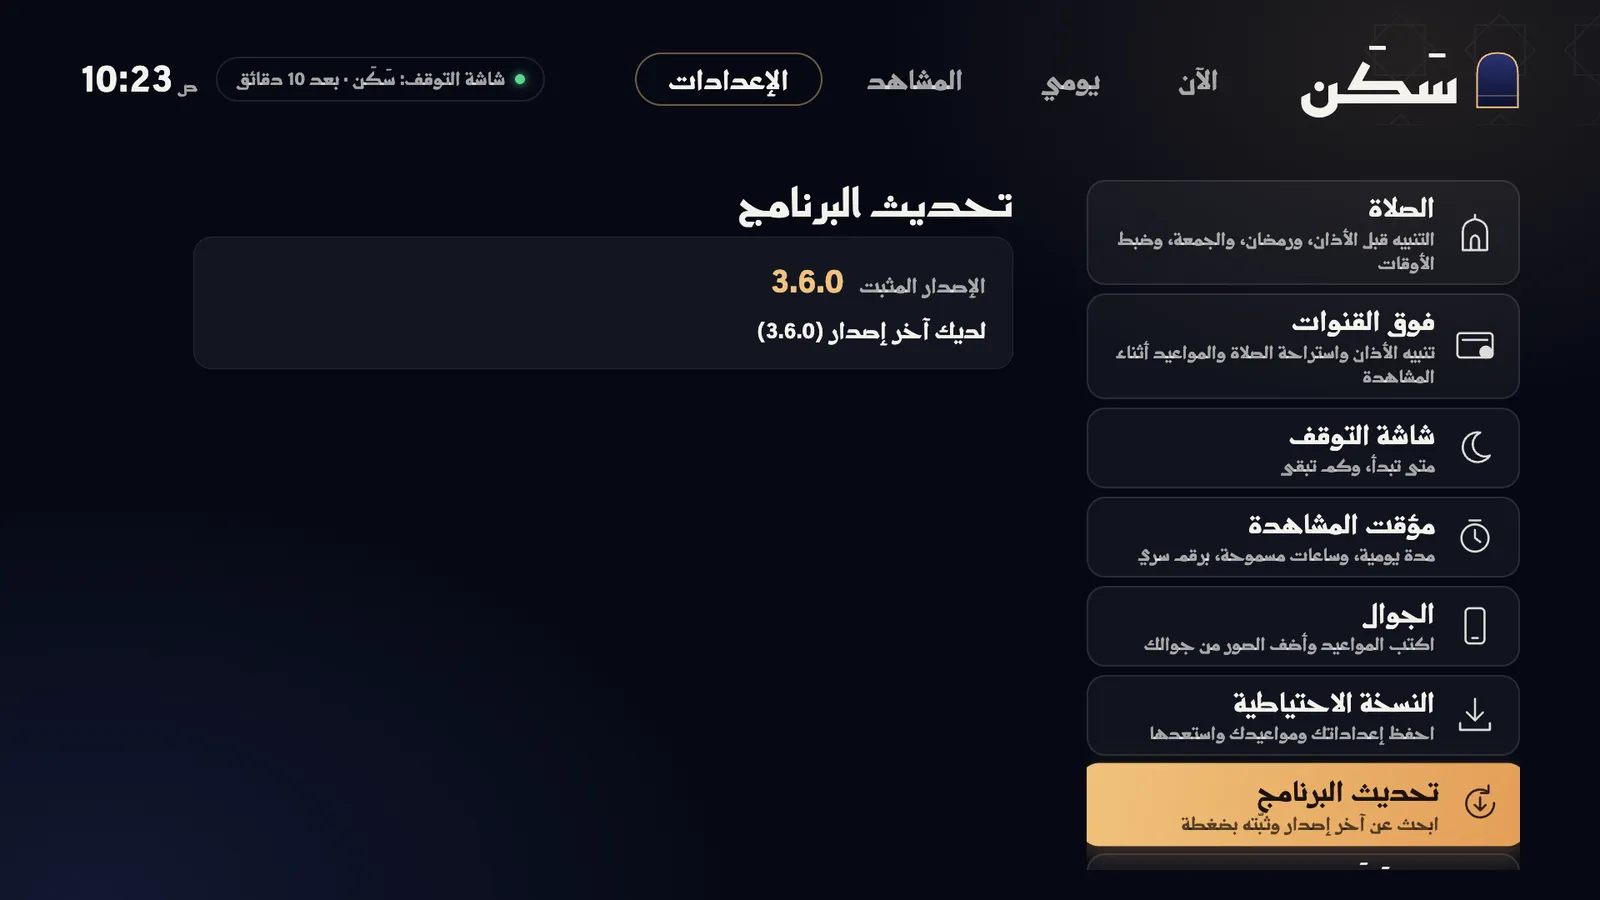 سَكَن
الآن
يومي
المشاهد
الإعدادات
شاشة التوقف: سَكَن · بعد 10 دقائق
10:23 ص
الصلاة
التنبيه قبل الأذان، ورمضان، والجمعة، وضبط
الأوقات
فوق القنوات
تنبيه الأذان واستراحة الصلاة والمواعيد أثناء
المشاهدة
شاشة التوقف
متى تبدأ، وكم تبقى
مؤقت المشاهدة
مدة يومية، وساعات مسموحة، برقم سري
الجوال
اكتب المواعيد وأضف الصور من جوالك
النسخة الاحتياطية
احفظ إعداداتك ومواعيدك واستعدها
تحديث البرنامج
ابحث عن آخر إصدار وثبّته بضغطة
تحديث البرنامج
الإصدار المثبت 3.6.0
لديك آخر إصدار (3.6.0)